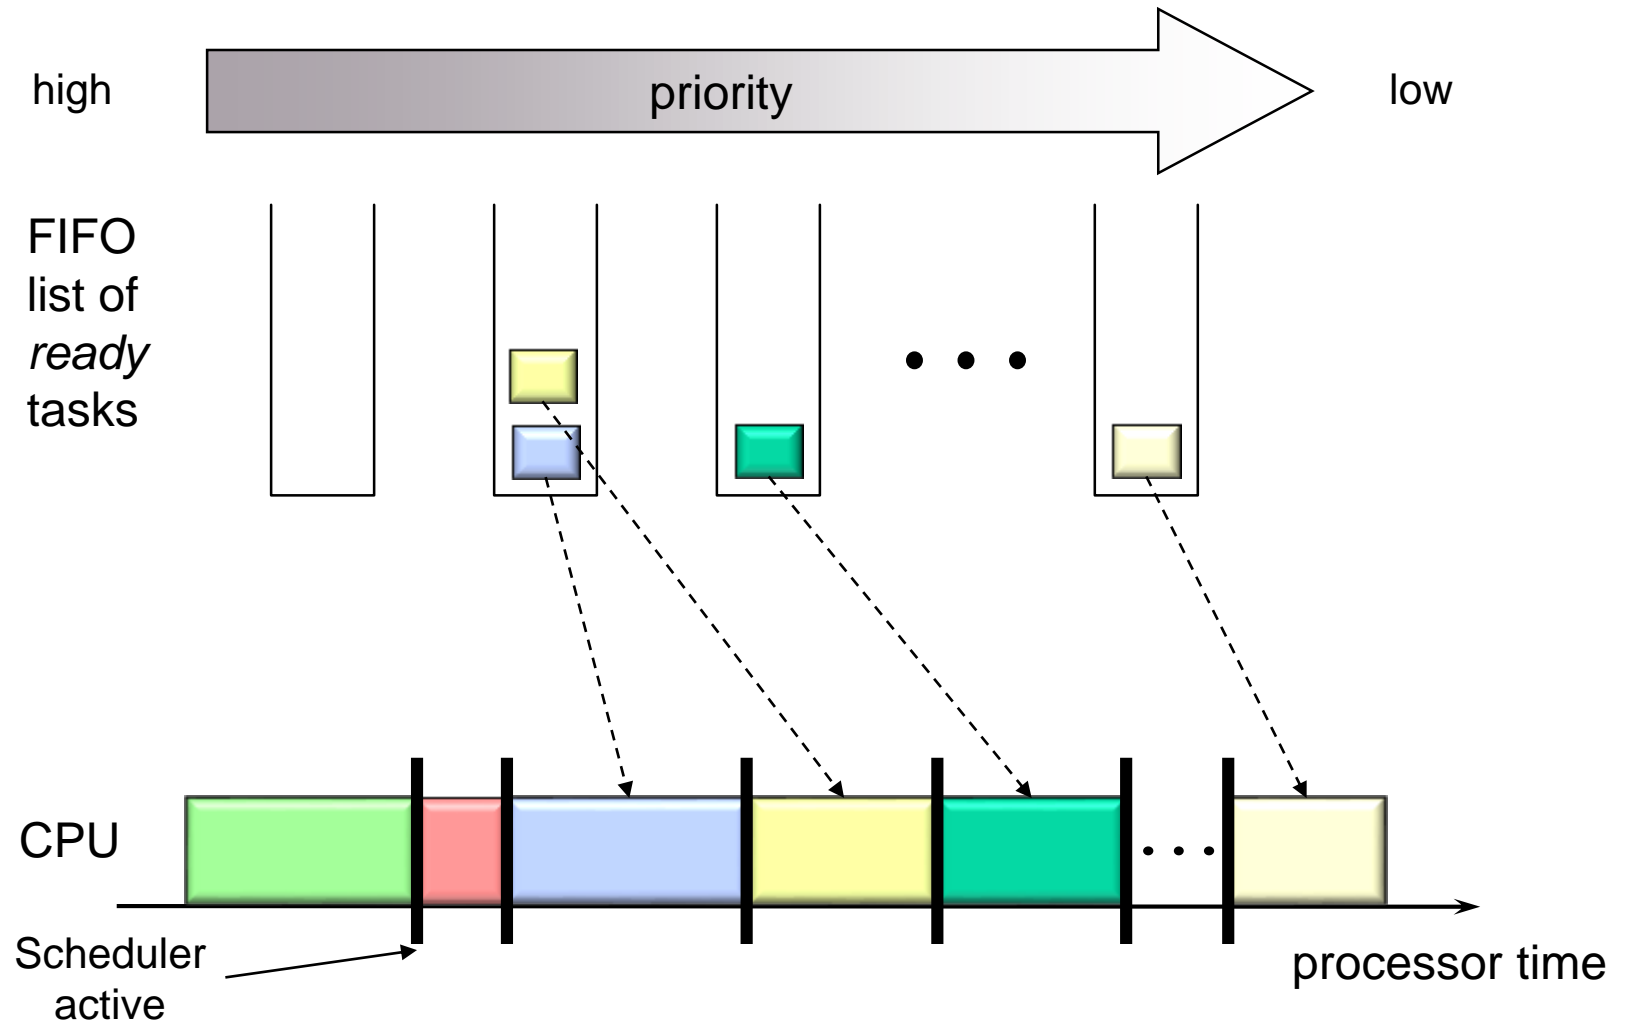 high
priority
low
FIFO
list of
ready
tasks
• • •
CPU
. . .
Scheduler
active
processor time